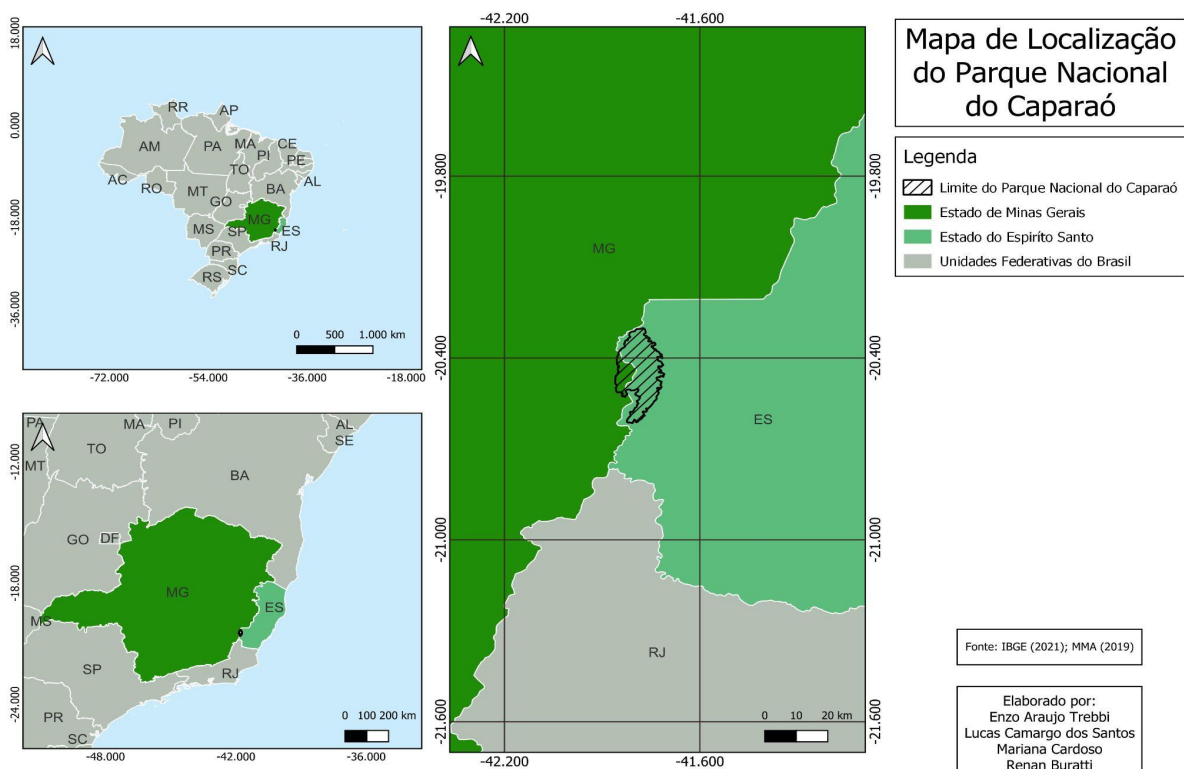 Mapa de Localização
do Parque Nacional
do Caparaó
Legenda
Limite do Parque Nacional do Caparaó
Estado de Minas Gerais
Estado do Espiríto Santo
Unidades Federativas do Brasil
18.000
6.000
-18.000
-36.000
RR
AP
AM
PA
MA
CE
PI
PE
TO
AC
RO
AL
MT
BA
GO
MG
MS
SP
ES
RJ
PR
SC
RS
0 500 1.000 km
-72.000 -54.000 -36.000 -18.000
-12.000
-18.000
-24.000
PA
MA
PI
AL
SE
TO
MT
BA
GO
DF
MG
ES
MS
SP
RJ
PR
SC
0 100 200 km
-48.000 -42.000 -36.000
-42.200 -41.600
-19.800 -19.800
MG
-20.400 -20.400
ES
-21.000 -21.000
RJ
0 10 20 km
-21.600 -21.600
-42.200 -41.600
Fonte: IBGE (2021); MMA (2019)
Elaborado por:
Enzo Araujo Trebbi
Lucas Camargo dos Santos
Mariana Cardoso
Renan Buratti